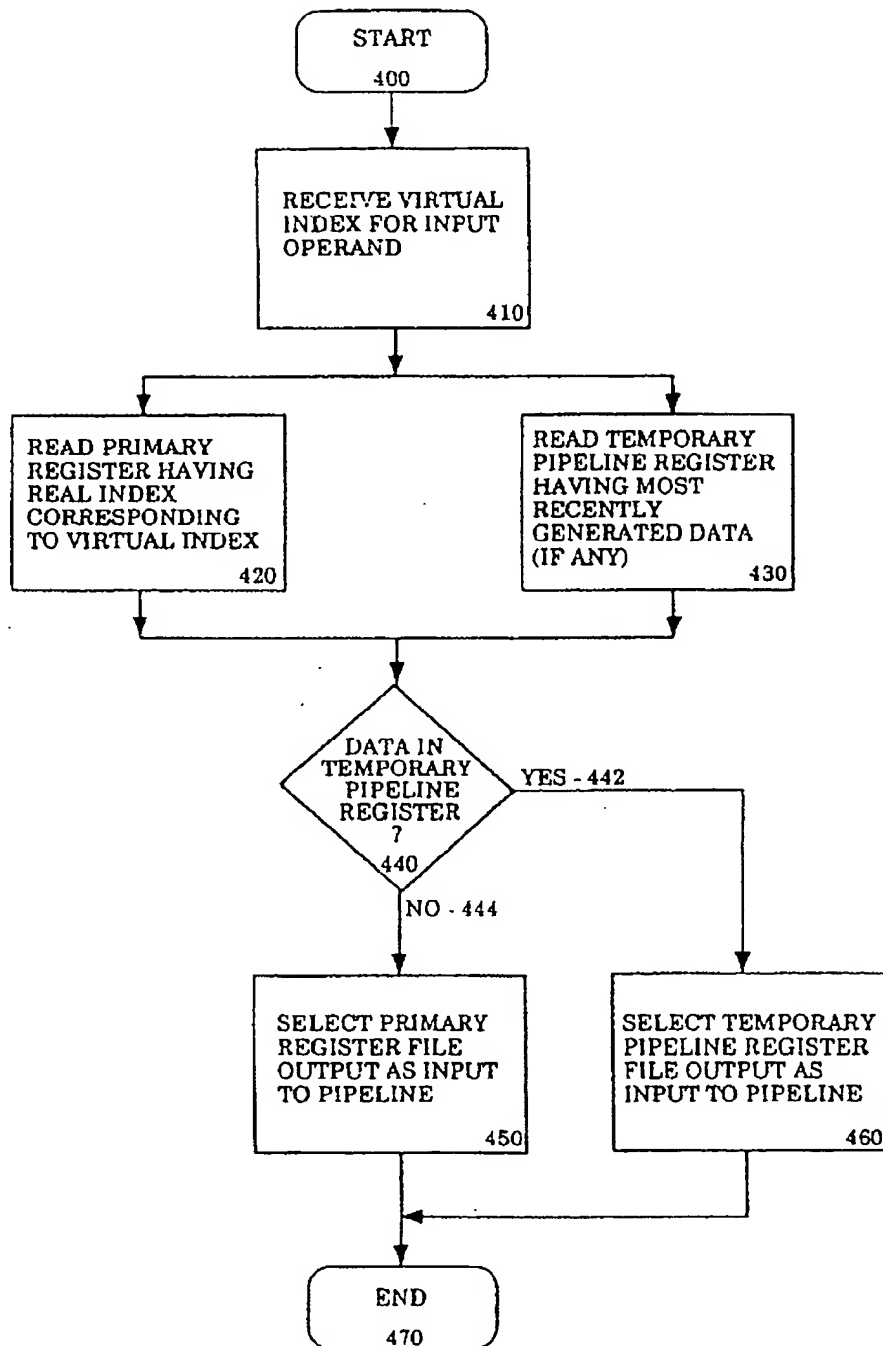 START
400
RECEIVE VIRTUAL
INDEX FOR INPUT
OPERAND
410
READ PRIMARY
REGISTER HAVING
REAL INDEX
CORRESPONDING
TO VIRTUAL INDEX
420
READ TEMPORARY
PIPELINE REGISTER
HAVING MOST
RECENTLY
GENERATED DATA
(IF ANY)
430
DATA IN
TEMPORARY
PIPELINE
REGISTER
?
440
YES - 442
NO - 444
SELECT PRIMARY
REGISTER FILE
OUTPUT AS INPUT
TO PIPELINE
450
SELECT TEMPORARY
PIPELINE REGISTER
FILE OUTPUT AS
INPUT TO PIPELINE
460
END
470